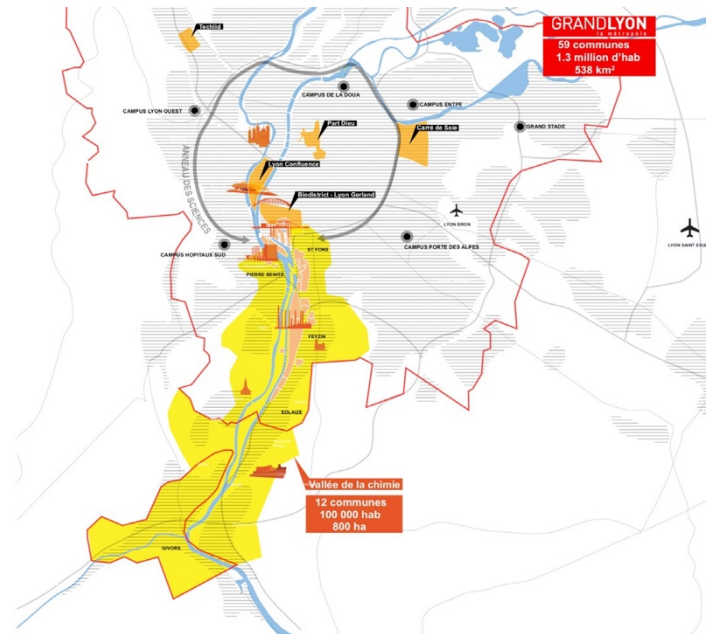 Techlid
GRANDLYON
la métropole
59 communes
1.3 million d'hab
538 km²
CAMPUS DE LA DOUA
CAMPUS LYON OUEST
CAMPUS ENTPE
Part Dieu
Carré de Soie
GRAND STADE
ANNEAU DES SCIENCES
Lyon Confluence
Biodistrict - Lyon Gerland
LYON BRON
LYON SAINT EXU
CAMPUS HOPITAUX SUD
ST FONS
CAMPUS PORTE DES ALPES
PIERRE BENITE
FEYZIN
SOLAIZE
Vallée de la chimie
12 communes
100 000 hab
800 ha
GIVORS